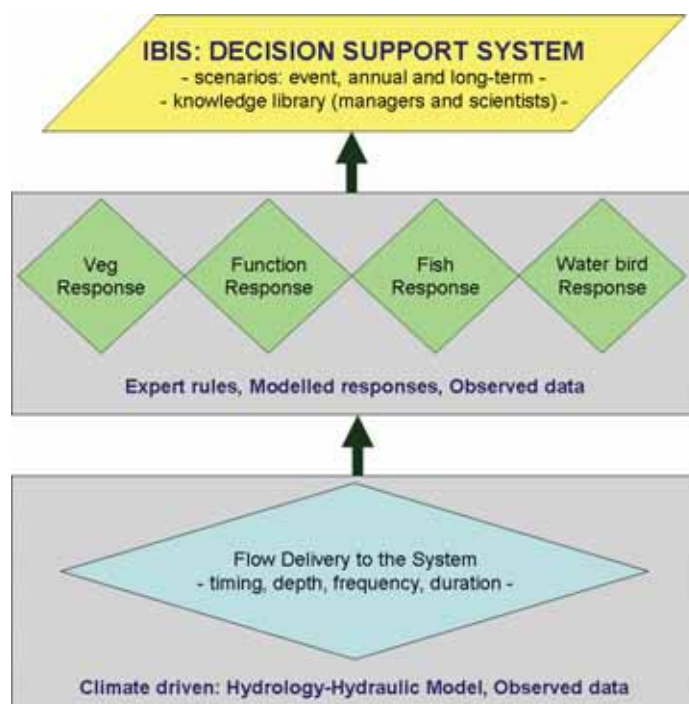 IBIS: DECISION SUPPORT SYSTEM
- scenarios: event, annual and long-term -
- knowledge library (managers and scientists) -
Veg
Response
Function
Response
Fish
Response
Water bird
Response
Expert rules, Modelled responses, Observed data
Flow Delivery to the System
- timing, depth, frequency, duration -
Climate driven: Hydrology-Hydraulic Model, Observed data